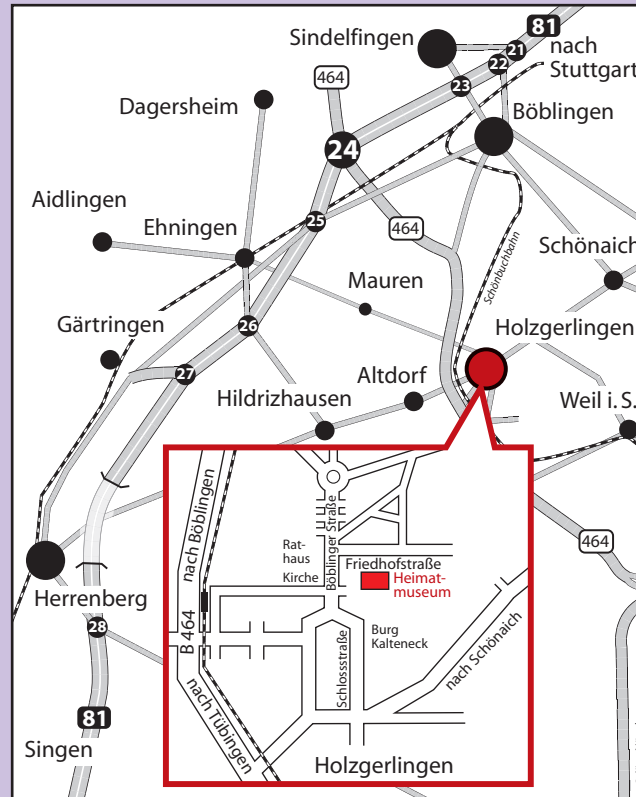 81
Sindelfingen
21
nach
Stuttgart
22
464
23
Dagersheim
Böblingen
24
Aidlingen
Ehningen
25
464
Schönaich
Mauren
Schönbuchbahn
Gärtringen
26
Holzgerlingen
27
Altdorf
Hildrizhausen
Weil i. S.
nach Böblingen
Böblinger Straße
Rat-
haus
Kirche
Friedhofstraße
Heimat-
museum
464
Herrenberg
28
B 464
Schlossstraße
Burg
Kalteneck
nach Schönaich
nach Tübingen
81
Singen
Holzgerlingen